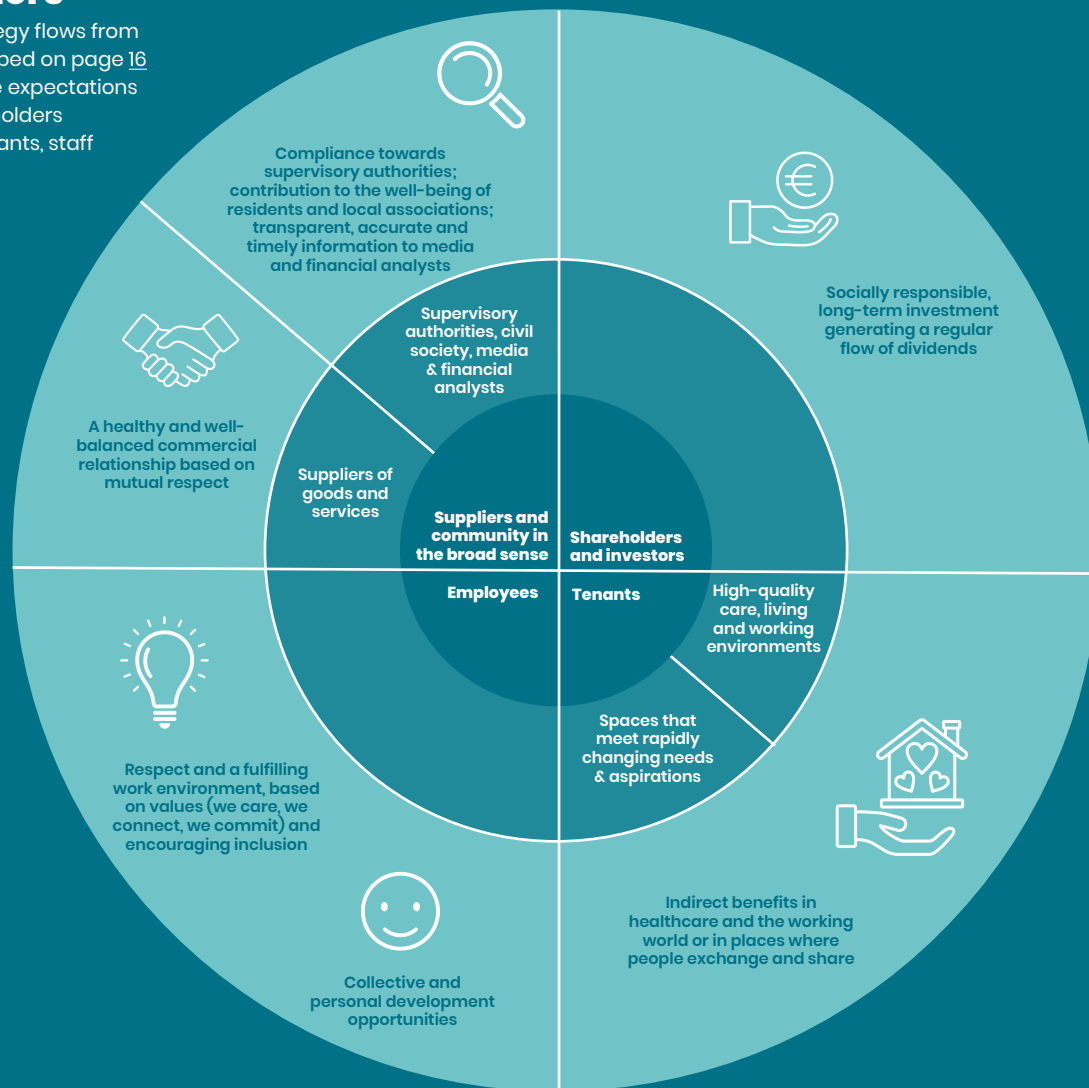 egy flows from
on page 16
expectations
staff
Compliance towards
supervisory authorities;
contribution to the well-being of
residents and local associations;
transparent, accurate and
timely information to media
and financial analysts
Socially responsible,
long-term investment
generating a regular
flow of dividends
Supervisory
authorities, civil
society, media
& financial
analysts
A healthy and well-
balanced commercial
relationship based on
mutual respect
Suppliers of
goods and
services
Suppliers and
community in
the broad sense
Shareholders
and investors
Employees
Tenants
High-quality
care, living
and working
environments
Spaces that
meet rapidly
changing needs
& aspirations
Respect and a fulfilling
work environment, based
on values (we care, we
connect, we commit) and
encouraging inclusion
Indirect benefits in
healthcare and the working
world or in places where
people exchange and share
Collective and
personal development
opportunities